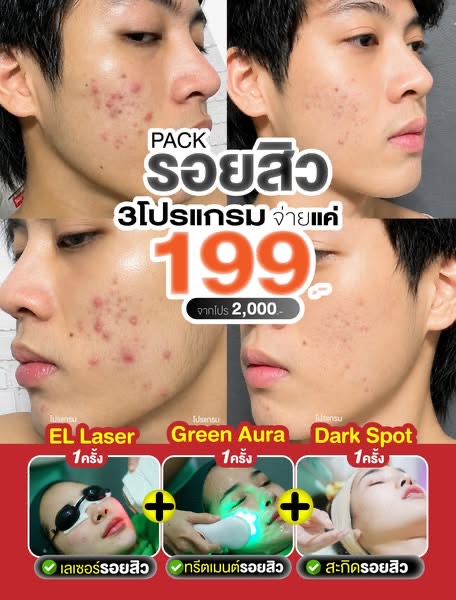 PACK
รอยสิว
3โปรแกรม จ่ายแค่
199.-
จากโปร 2,000.-
โปรแกรม
EL Laser
1ครั้ง
เลเซอร์รอยสิว
โปรแกรม
Green Aura
1ครั้ง
ทรีตเมนต์รอยสิว
โปรแกรม
Dark Spot
1ครั้ง
สะกิดรอยสิว